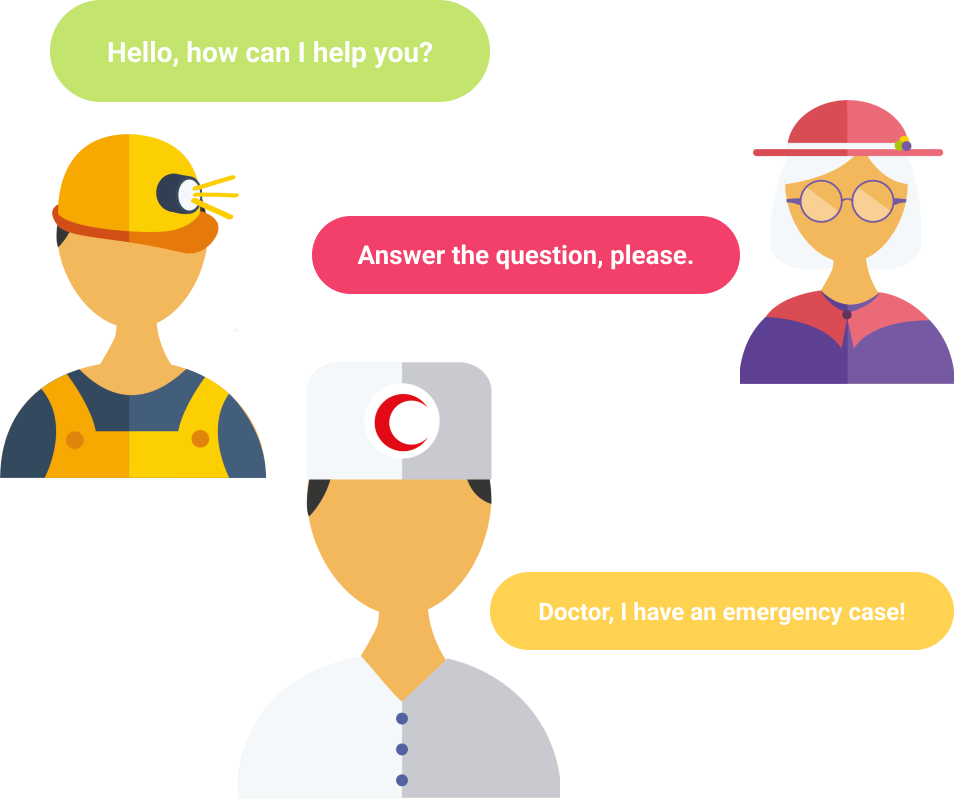 Hello, how can I help you?
Answer the question, please.
Doctor, I have an emergency case!